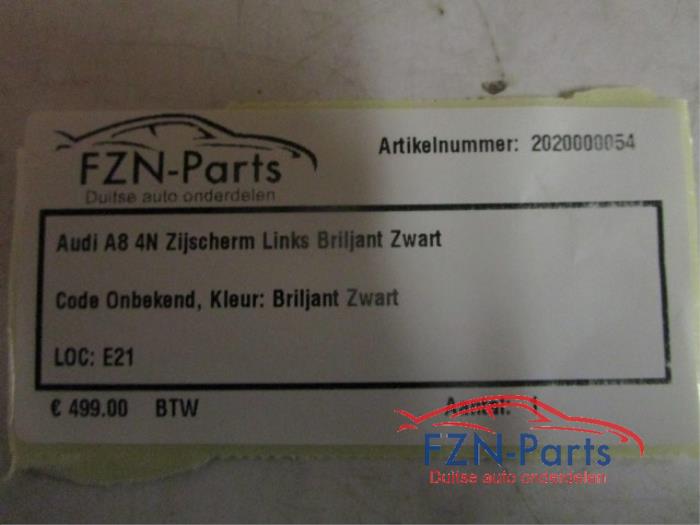 FZN-Parts
Duitse auto onderdelen
Artikelnummer: 2020000054
Audi A8 4N Zijscherm Links Briljant Zwart
Code Onbekend, Kleur: Briljant Zwart
LOC: E21
€ 499.00 BTW Aantal: 1
FZN-Parts
Duitse auto onderdelen